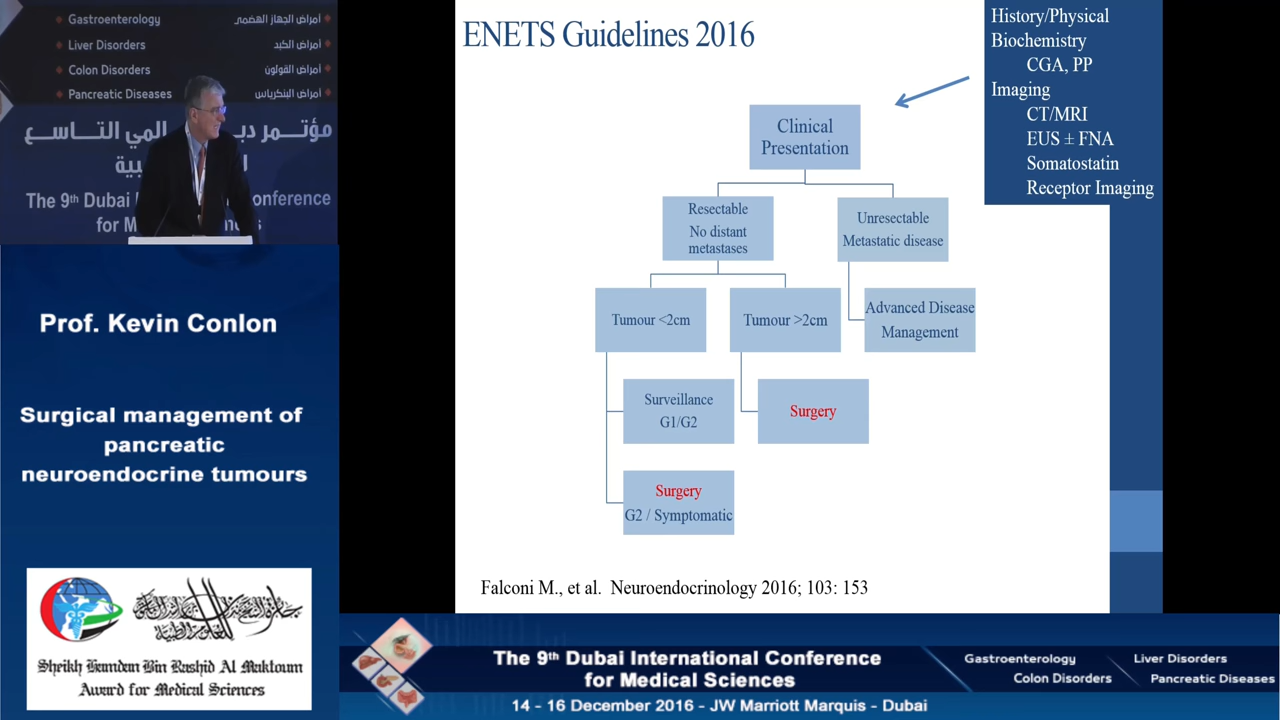 Gastroenterology
أمراض الجهاز الهضمي
Liver Disorders
أمراض الكبد
Colon Disorders
أمراض القولون
Pancreatic Diseases
أمراض البنكرياس
التاسع
The 9th Dubai
onference
for M
Prof. Kevin Conlon
Surgical management of
pancreatic
neuroendocrine tumours
Sheikh Hamdan Bin Rashid Al Maktoum
Award for Medical Sciences
ENETS Guidelines 2016
History/Physical
Biochemistry
CGA, PP
Imaging
CT/MRI
EUS ± FNA
Somatostatin
Receptor Imaging
Clinical
Presentation
Resectable
No distant
metastases
Unresectable
Metastatic disease
Tumour <2cm
Tumour >2cm
Advanced Disease
Management
Surveillance
G1/G2
Surgery
Surgery
G2 / Symptomatic
Falconi M., et al. Neuroendocrinology 2016; 103: 153
The 9th Dubai International Conference
for Medical Sciences
14 - 16 December 2016 - JW Marriott Marquis - Dubai
Gastroenterology
Liver Disorders
Colon Disorders
Pancreatic Diseases